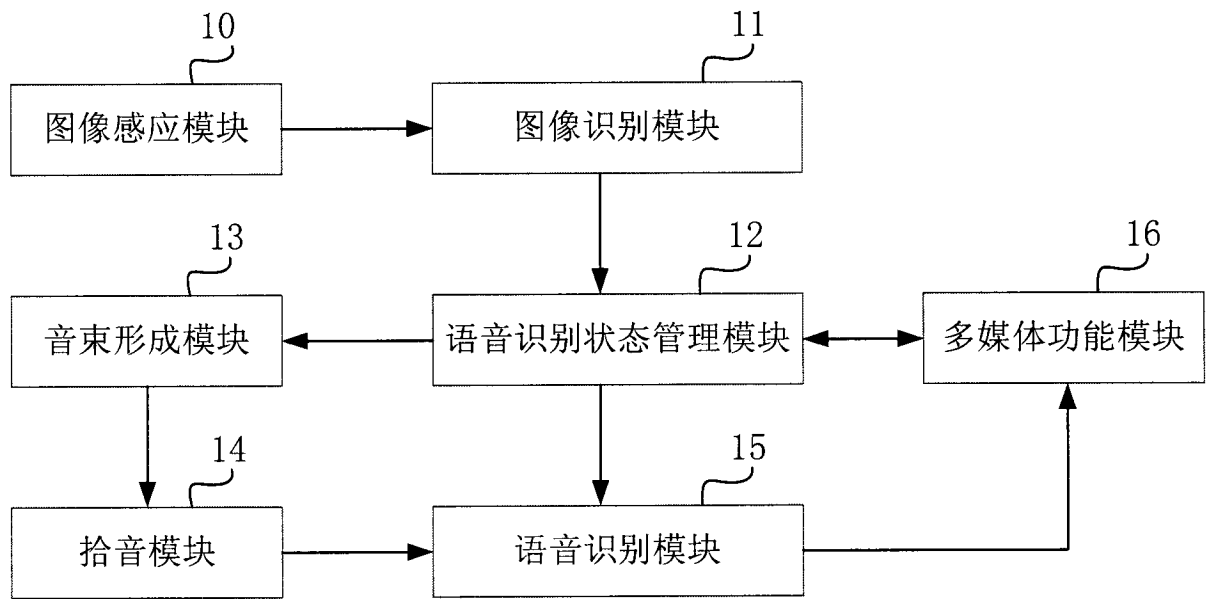 10
11
图像感应模块
图像识别模块
13
12
16
音束形成模块
语音识别状态管理模块
多媒体功能模块
14
15
拾音模块
语音识别模块